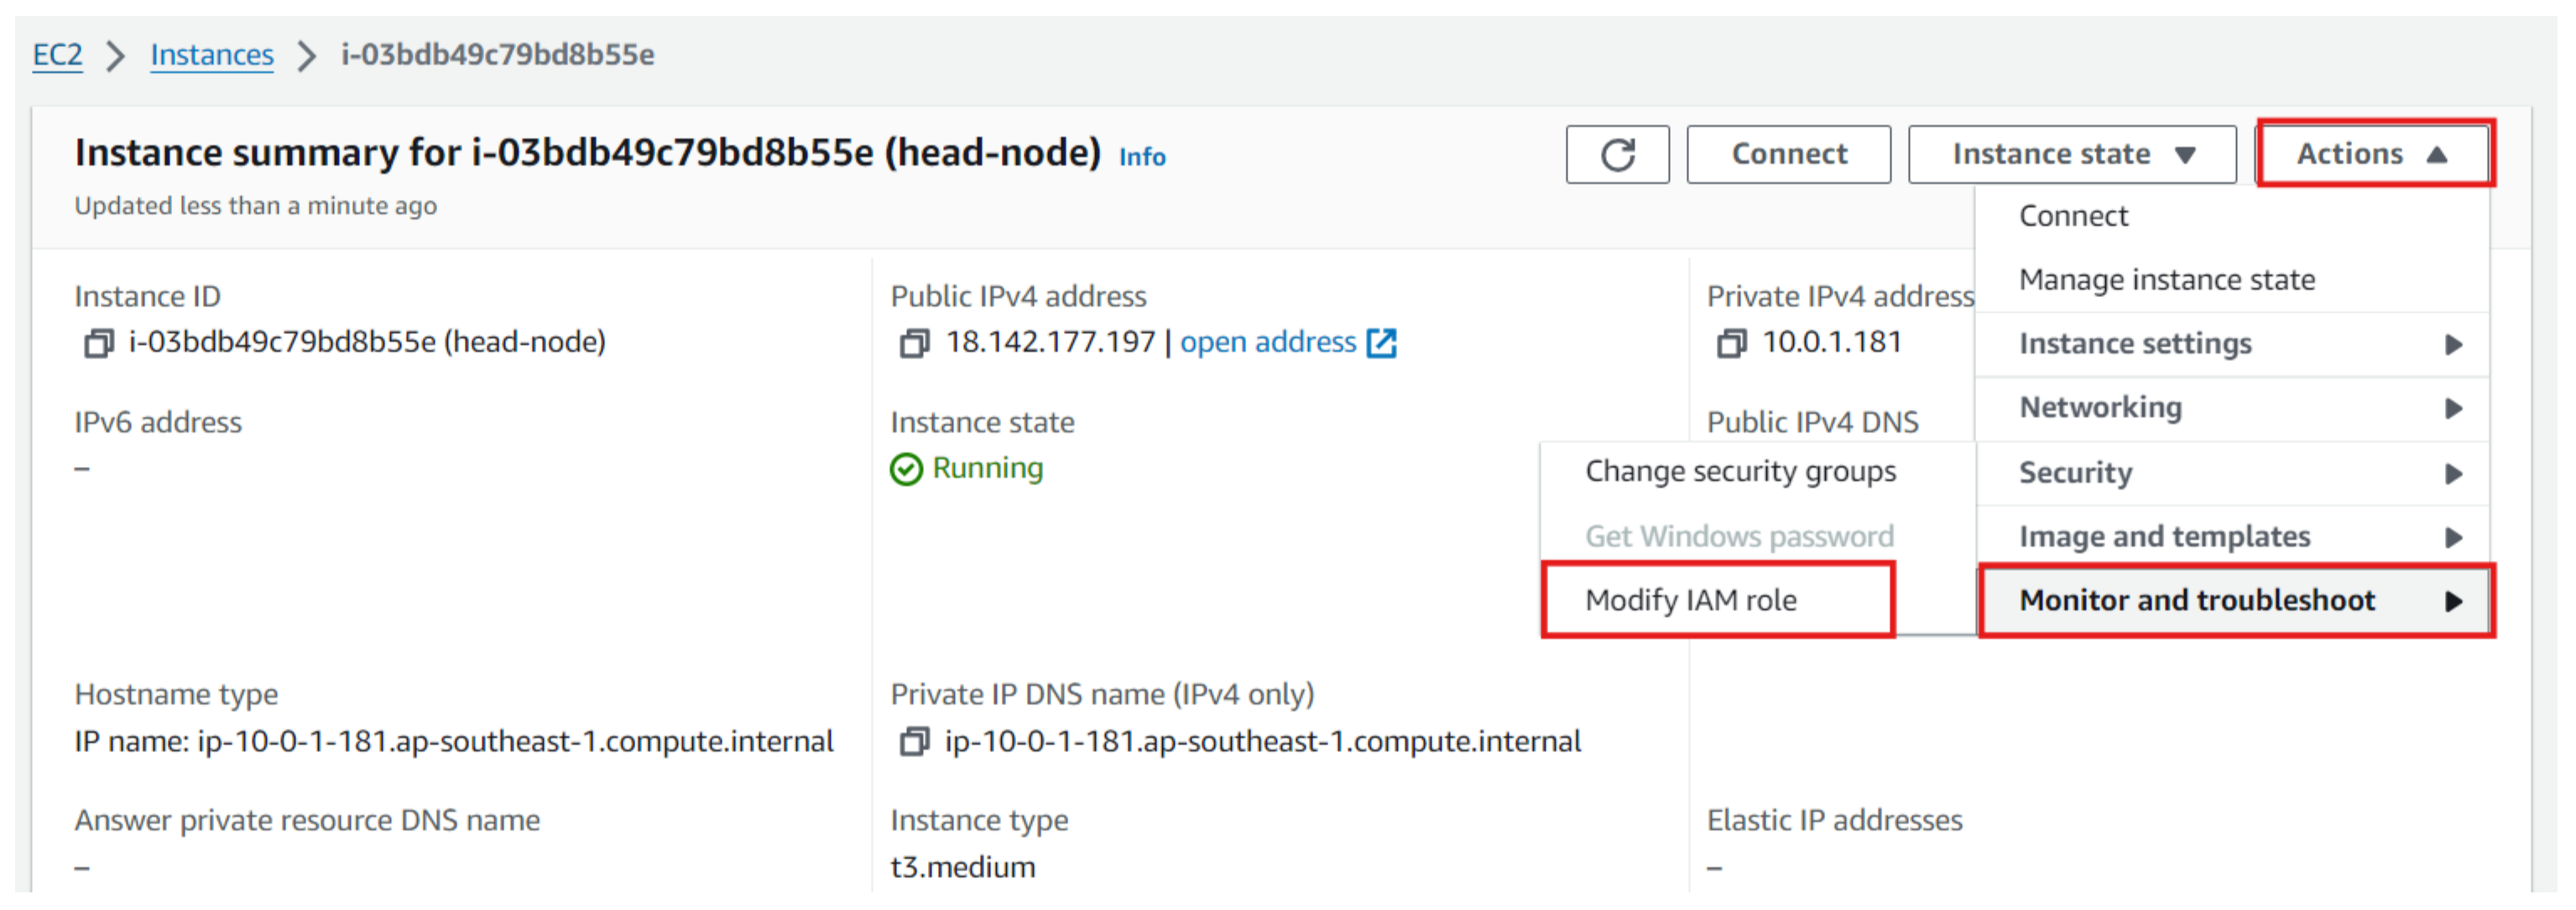 EC2 > Instances > i-03bdb49c79bd8b55e
Instance summary for i-03bdb49c79bd8b55e (head-node) Info
Updated less than a minute ago
Connect
Instance state
Actions
Connect
Manage instance state
Instance settings
Networking
Security
Image and templates
Monitor and troubleshoot
Change security groups
Get Windows password
Modify IAM role
Instance ID
i-03bdb49c79bd8b55e (head-node)
Public IPv4 address
18.142.177.197 | open address
Private IPv4 address
10.0.1.181
IPv6 address
–
Instance state
Running
Public IPv4 DNS
Hostname type
IP name: ip-10-0-1-181.ap-southeast-1.compute.internal
Private IP DNS name (IPv4 only)
ip-10-0-1-181.ap-southeast-1.compute.internal
Answer private resource DNS name
–
Instance type
t3.medium
Elastic IP addresses
–